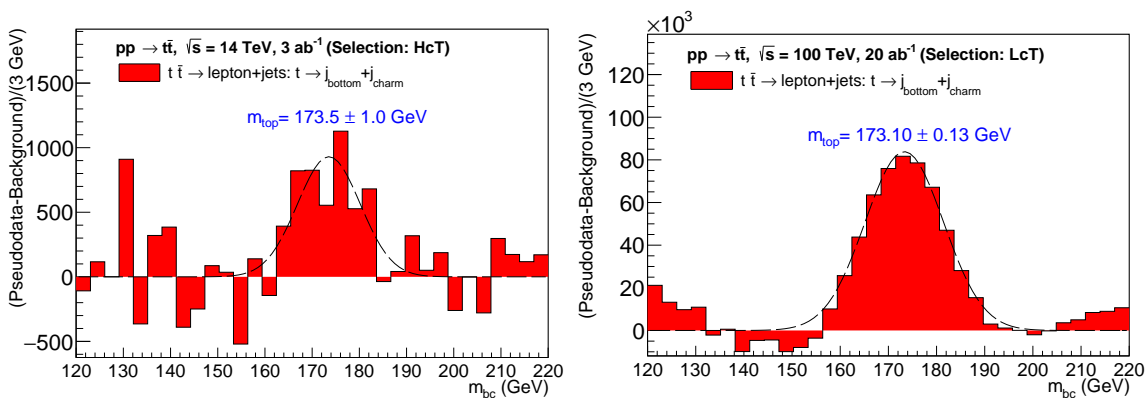 pp → tt̄, √s = 14 TeV, 3 ab⁻¹ (Selection: HcT)
t t̄ → lepton+jets: t → j_bottom+j_charm
m_top= 173.5 ± 1.0 GeV
(Pseudodata-Background)/(3 GeV)
1500
1000
500
0
−500
120 130 140 150 160 170 180 190 200 210 220
m_bc (GeV)
×10³
pp → tt̄, √s = 100 TeV, 20 ab⁻¹ (Selection: LcT)
t t̄ → lepton+jets: t → j_bottom+j_charm
m_top= 173.10 ± 0.13 GeV
(Pseudodata-Background)/(3 GeV)
120
100
80
60
40
20
0
120 130 140 150 160 170 180 190 200 210 220
m_bc (GeV)